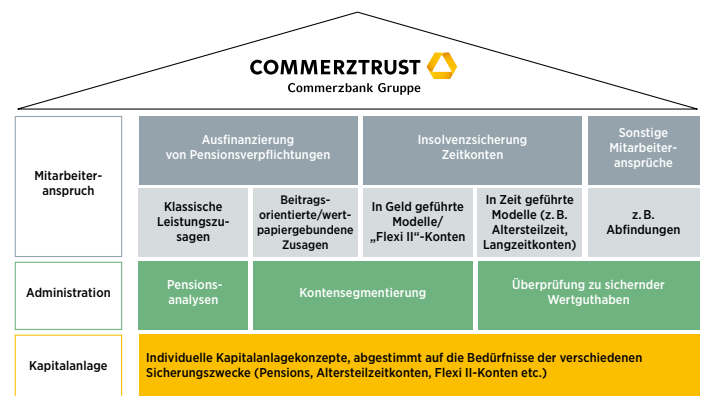 COMMERZTRUST
Commerzbank Gruppe
Mitarbeiter-
anspruch
Ausfinanzierung
von Pensionsverpflichtungen
Insolvenzsicherung
Zeitkonten
Sonstige
Mitarbeiter-
ansprüche
Klassische
Leistungszu-
sagen
Beitrags-
orientierte/wert-
papiergebundene
Zusagen
In Geld geführte
Modelle/
„Flexi II“-Konten
In Zeit geführte
Modelle (z. B.
Altersteilzeit,
Langzeitkonten)
z. B.
Abfindungen
Administration
Pensions-
analysen
Kontensegmentierung
Überprüfung zu sichernder
Wertguthaben
Kapitalanlage
Individuelle Kapitalanlagekonzepte, abgestimmt auf die Bedürfnisse der verschiedenen
Sicherungszwecke (Pensions, Altersteilzeitkonten, Flexi II-Konten etc.)